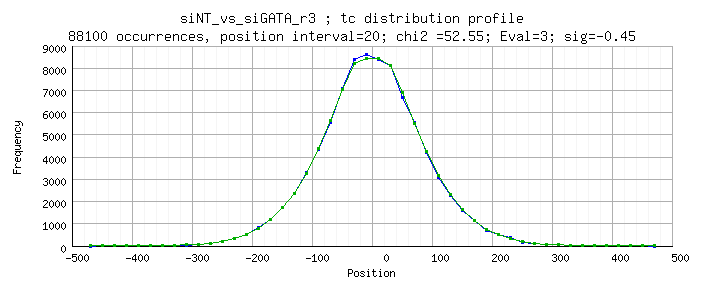 siNT_vs_siGATA_r3 ; tc distribution profile
88100 occurrences, position interval=20; chi2 =52.55; Eval=3; sig=-0.45
9000
8000
7000
6000
5000
4000
3000
2000
1000
0
Frequency
-500 -400 -300 -200 -100 0 100 200 300 400 500
Position